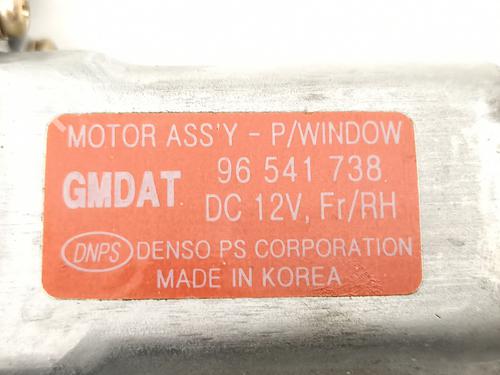 MOTOR ASS'Y - P/WINDOW
GMDAT 96 541 738
DC 12V, Fr/RH
DNPS DENSO PS CORPORATION
MADE IN KOREA